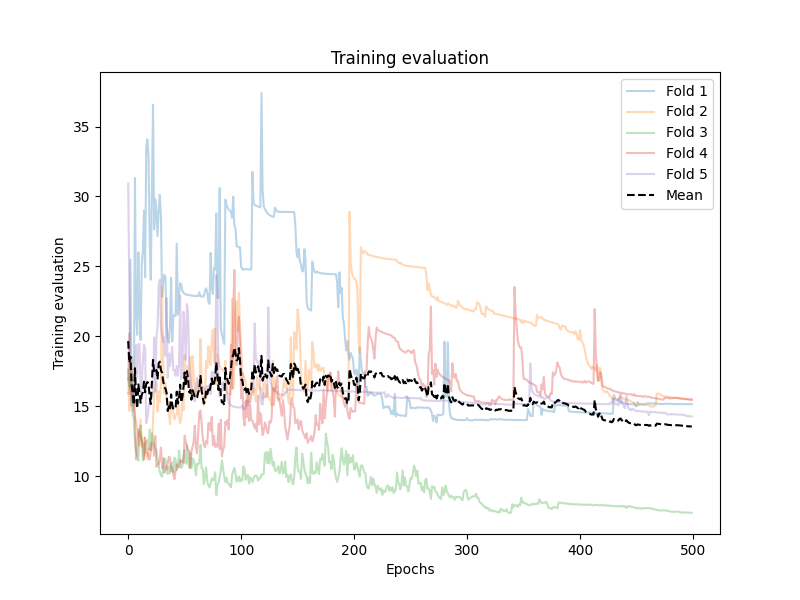 Training evaluation
Training evaluation
35
30
25
20
15
10
0
100
200
300
400
500
Epochs
Fold 1
Fold 2
Fold 3
Fold 4
Fold 5
Mean